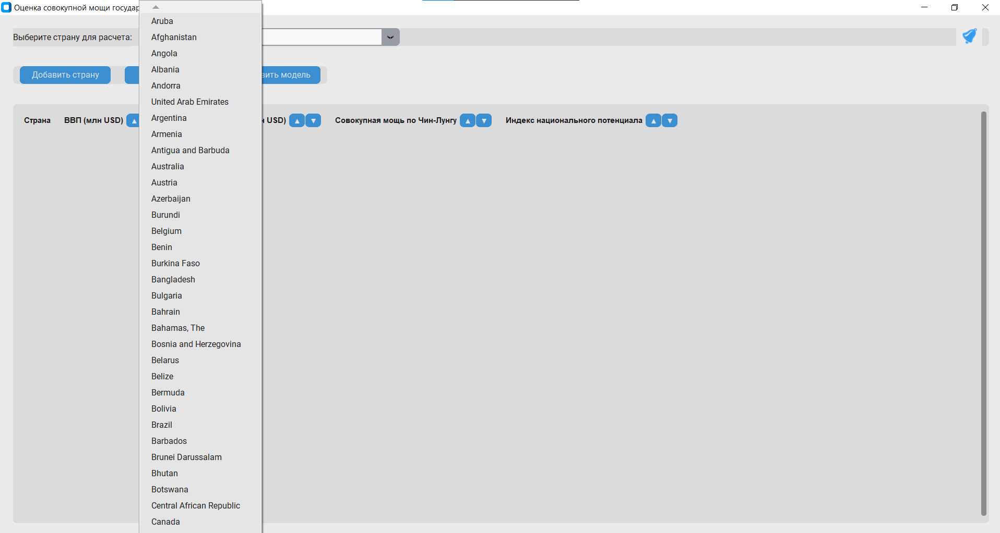 Оценка совокупной мощи государ
Выберите страну для расчета:
Добавить страну
вить модель
Страна ВВП (млн USD) ▲ н USD) ▲ ▼ Совокупная мощь по Чин-Лунгу ▲ ▼ Индекс национального потенциала ▲ ▼
Aruba
Afghanistan
Angola
Albania
Andorra
United Arab Emirates
Argentina
Armenia
Antigua and Barbuda
Australia
Austria
Azerbaijan
Burundi
Belgium
Benin
Burkina Faso
Bangladesh
Bulgaria
Bahrain
Bahamas, The
Bosnia and Herzegovina
Belarus
Belize
Bermuda
Bolivia
Brazil
Barbados
Brunei Darussalam
Bhutan
Botswana
Central African Republic
Canada